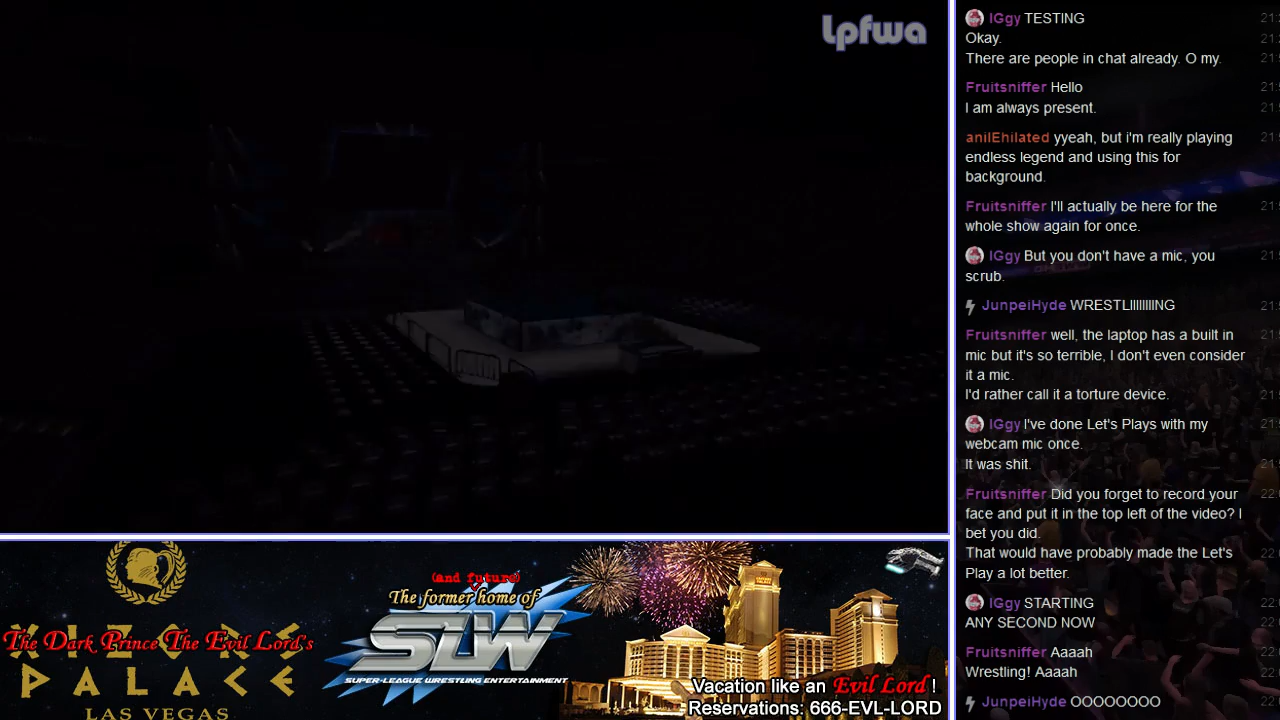 lpfwa
IGgy TESTING
Okay.
There are people in chat already. O my.
Fruitsniffer Hello
I am always present.
anilEhilated yyeah, but i'm really playing
endless legend and using this for
background.
Fruitsniffer I'll actually be here for the
whole show again for once.
IGgy But you don't have a mic, you
scrub.
JunpeiHyde WRESTLIIIIIIIING
Fruitsniffer well, the laptop has a built in
mic but it's so terrible, I don't even consider
it a mic.
I'd rather call it a torture device.
IGgy I've done Let's Plays with my
webcam mic once.
It was shit.
Fruitsniffer Did you forget to record your
face and put it in the top left of the video? I
bet you did.
That would have probably made the Let's
Play a lot better.
IGgy STARTING
ANY SECOND NOW
Fruitsniffer Aaaah
Wrestling! Aaaah
JunpeiHyde OOOOOOOO
The Dark Prince The Evil Lord's
PALACE
LAS VEGAS
(and future)
The former home of
SLW
SUPER-LEAGUE WRESTLING ENTERTAINMENT
Vacation like an Evil Lord !
Reservations: 666-EVL-LORD